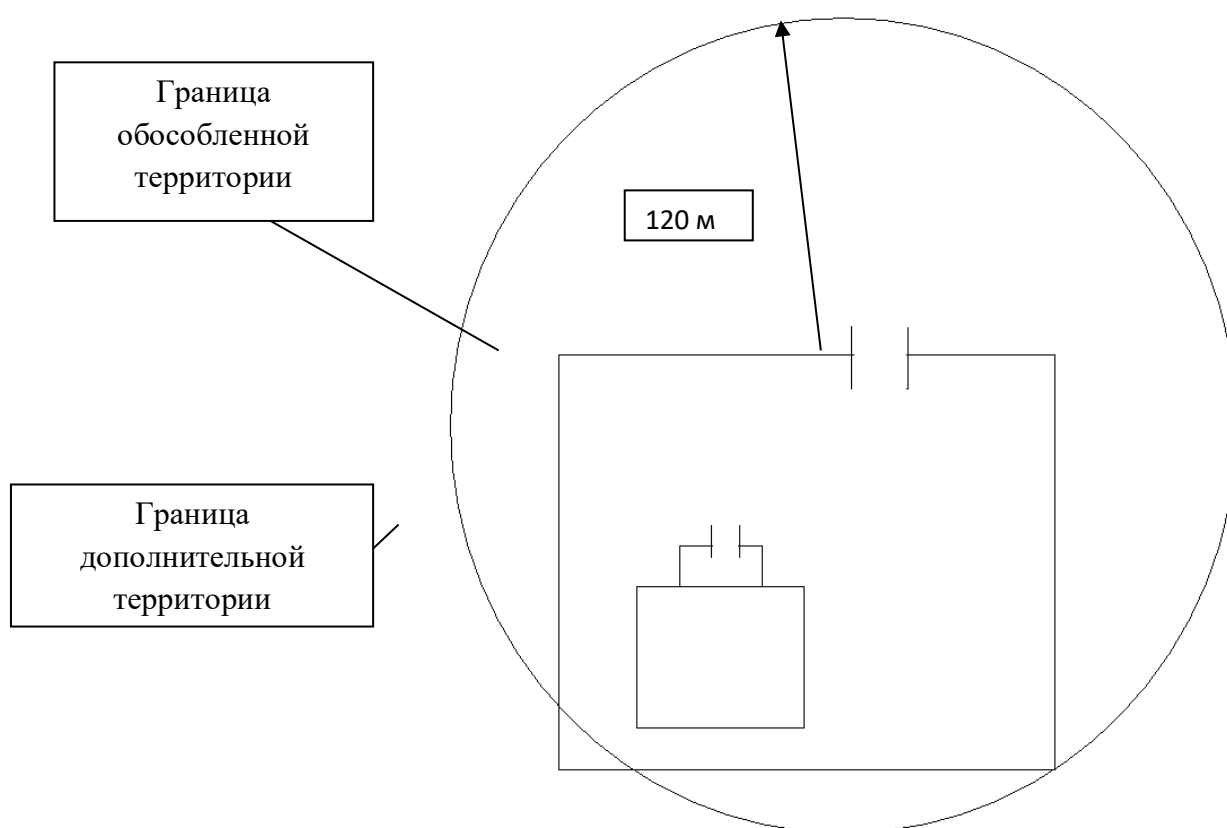 Граница
обособленной
территории
120 м
Граница
дополнительной
территории